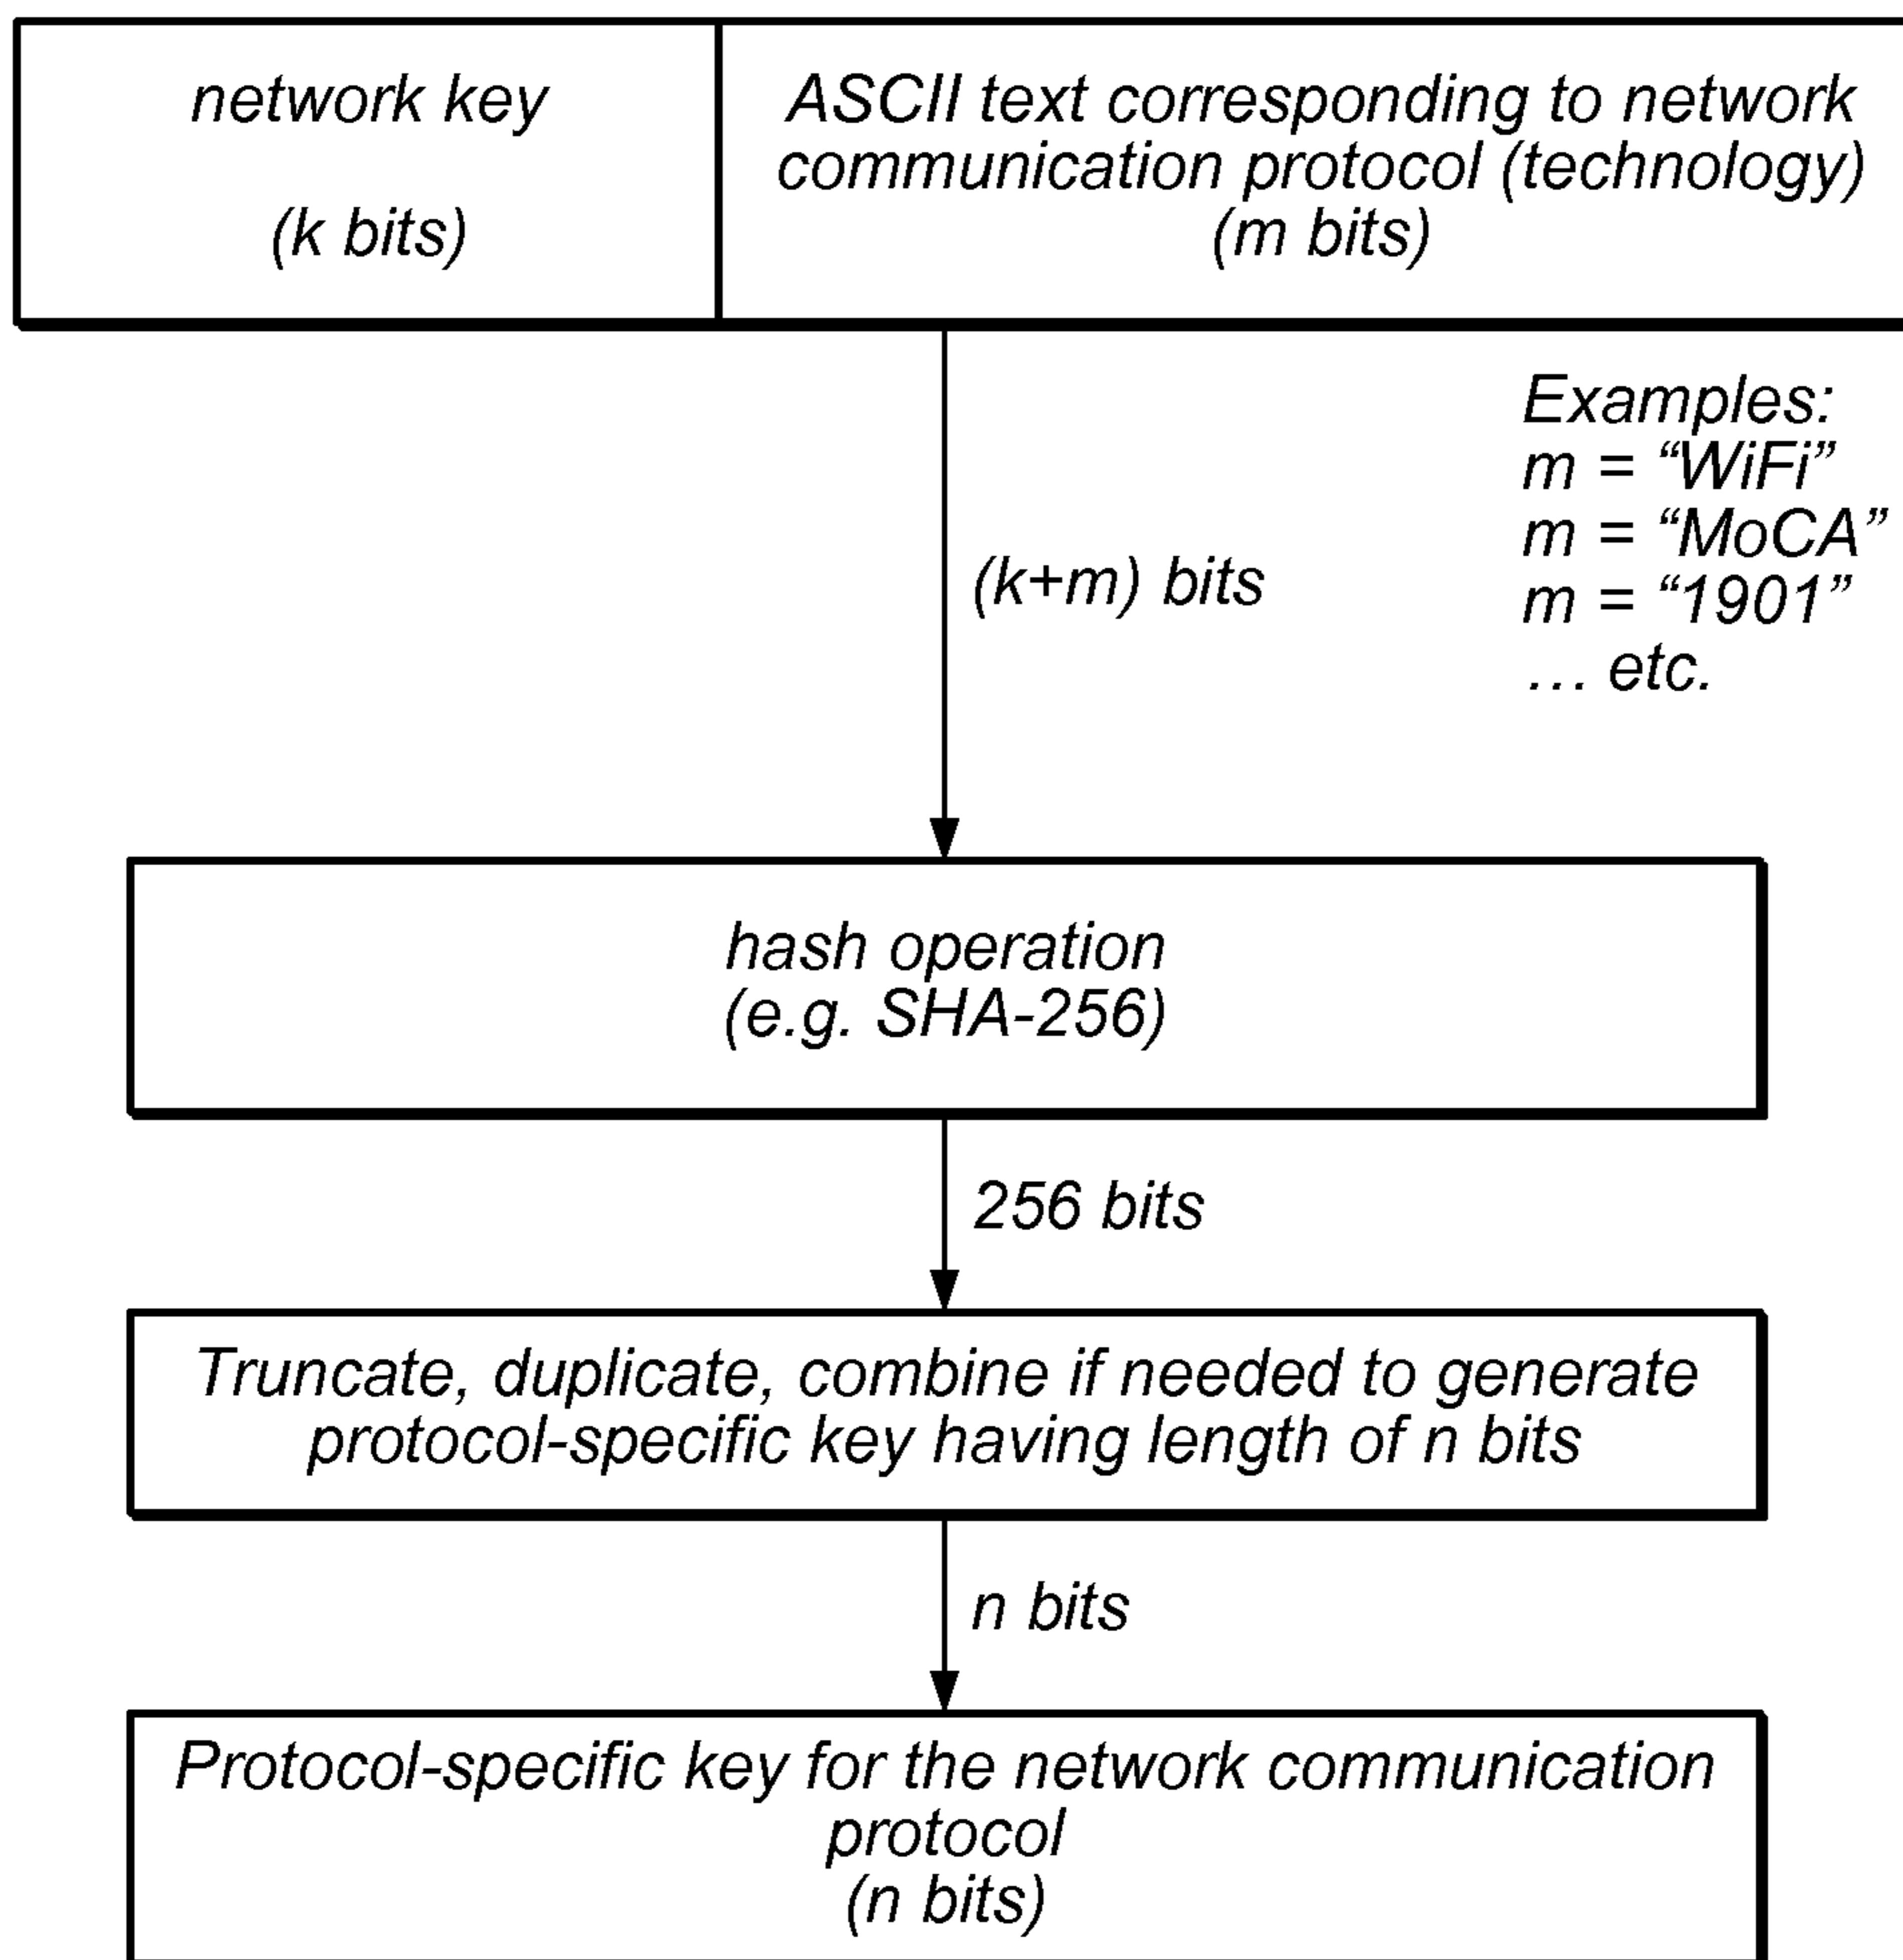 network key
(k bits)
ASCII text corresponding to network
communication protocol (technology)
(m bits)
(k+m) bits
Examples:
m = “WiFi”
m = “MoCA”
m = “1901”
... etc.
hash operation
(e.g. SHA-256)
256 bits
Truncate, duplicate, combine if needed to generate
protocol-specific key having length of n bits
n bits
Protocol-specific key for the network communication
protocol
(n bits)